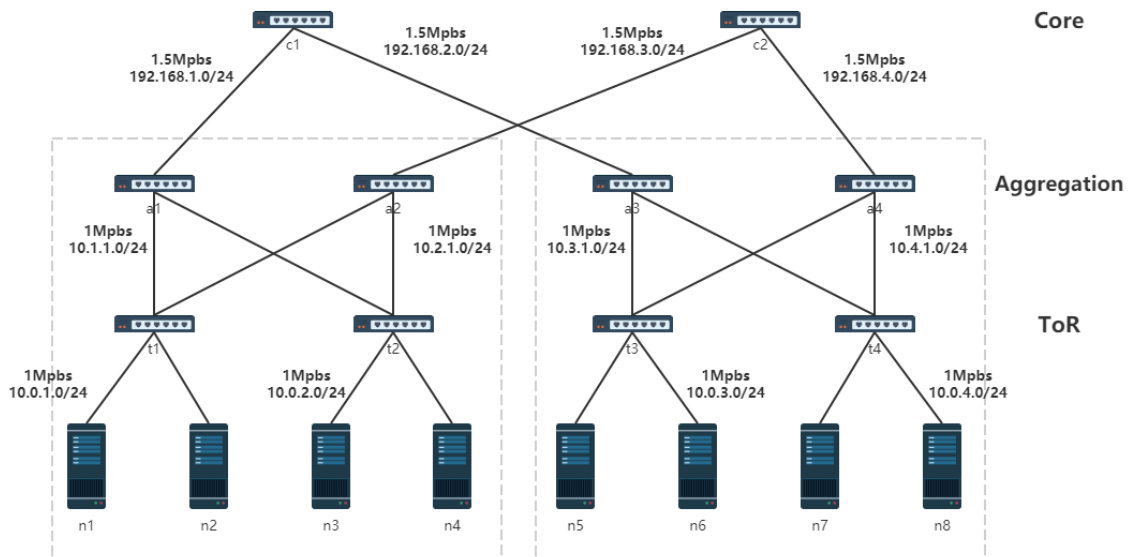 Core
c1
c2
1.5Mpbs
192.168.1.0/24
1.5Mpbs
192.168.2.0/24
1.5Mpbs
192.168.3.0/24
1.5Mpbs
192.168.4.0/24
Aggregation
a1
a2
a3
a4
1Mpbs
10.1.1.0/24
1Mpbs
10.2.1.0/24
1Mpbs
10.3.1.0/24
1Mpbs
10.4.1.0/24
ToR
t1
t2
t3
t4
1Mpbs
10.0.1.0/24
1Mpbs
10.0.2.0/24
1Mpbs
10.0.3.0/24
1Mpbs
10.0.4.0/24
n1
n2
n3
n4
n5
n6
n7
n8